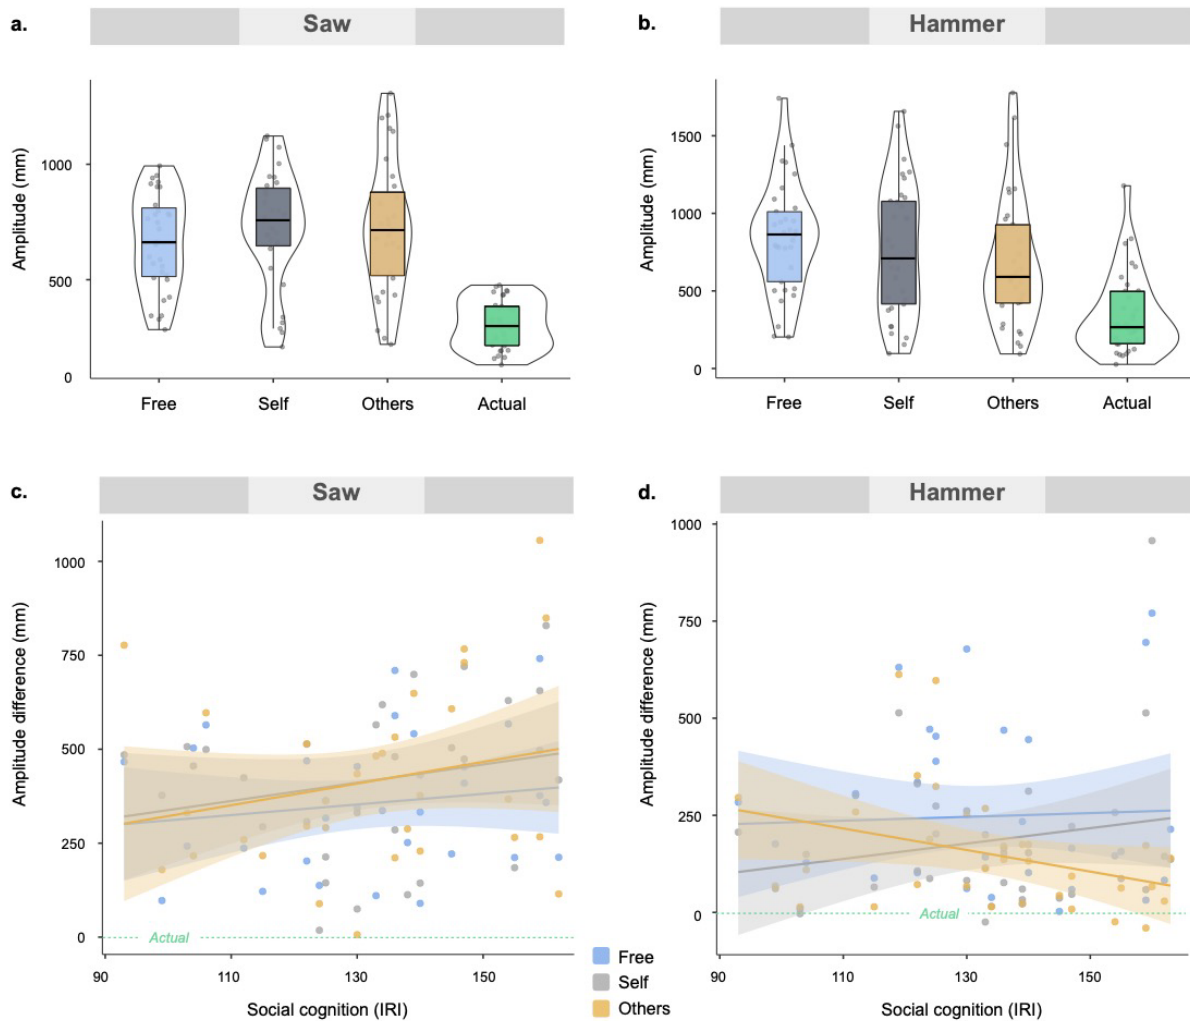 a.
Saw
Amplitude (mm)
1000
500
0
Free Self Others Actual
b.
Hammer
Amplitude (mm)
1500
1000
500
0
Free Self Others Actual
c.
Saw
Amplitude difference (mm)
1000
750
500
250
0
Actual
90 110 130 150
Social cognition (IRI)
d.
Hammer
Amplitude difference (mm)
1000
750
500
250
0
Actual
90 110 130 150
Social cognition (IRI)
Free
Self
Others